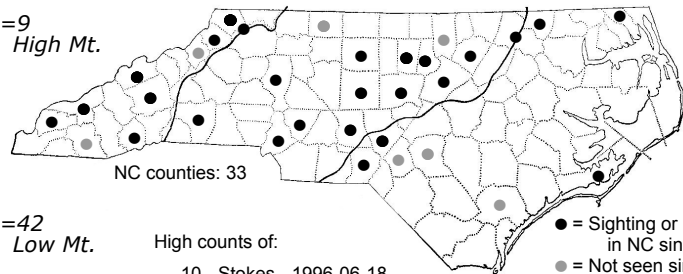 =9
High Mt.
NC counties: 33
=42
Low Mt.
High counts of:
10 - Stokes - 1996-06-18
● = Sighting or
in NC sin
● = Not seen si